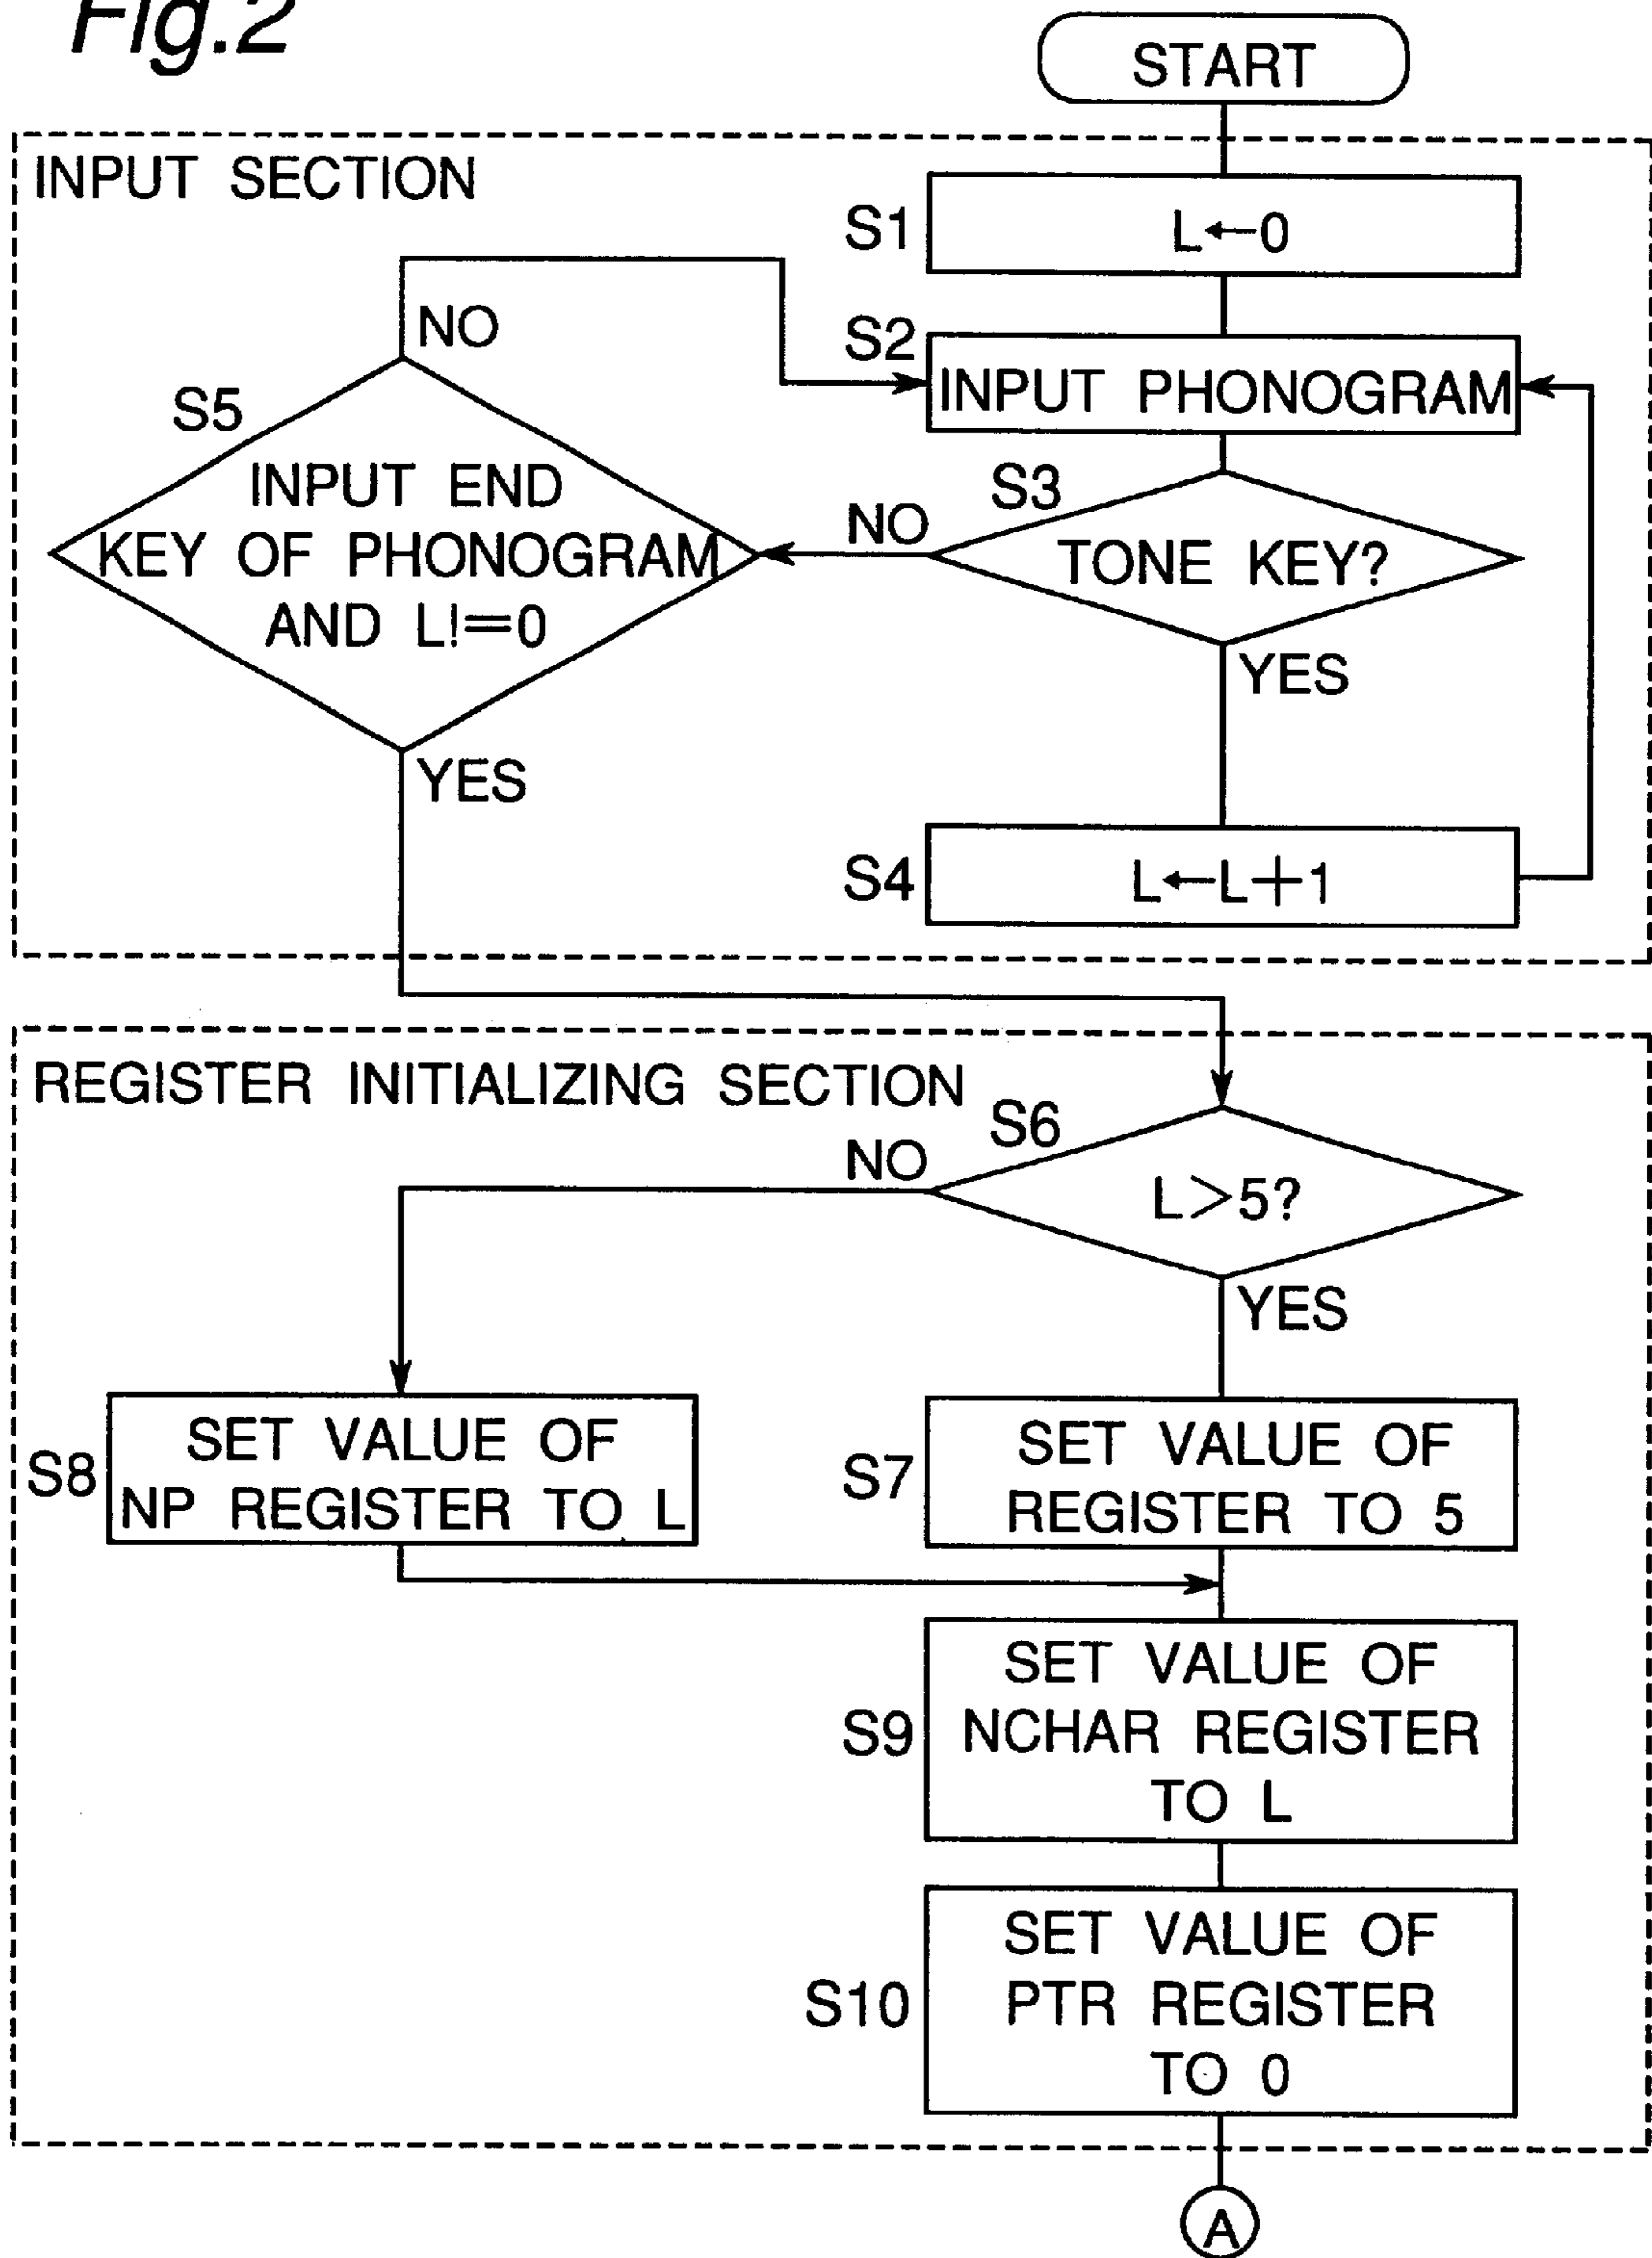 Fig.2
START
INPUT SECTION
S1
L←0
NO
S2
INPUT PHONOGRAM
S5
INPUT END
KEY OF PHONOGRAM
AND L!=0
NO
S3
TONE KEY?
YES
YES
S4
L←L+1
REGISTER INITIALIZING SECTION
S6
NO
L>5?
YES
S8
SET VALUE OF
NP REGISTER TO L
S7
SET VALUE OF
REGISTER TO 5
S9
SET VALUE OF
NCHAR REGISTER
TO L
S10
SET VALUE OF
PTR REGISTER
TO 0
A